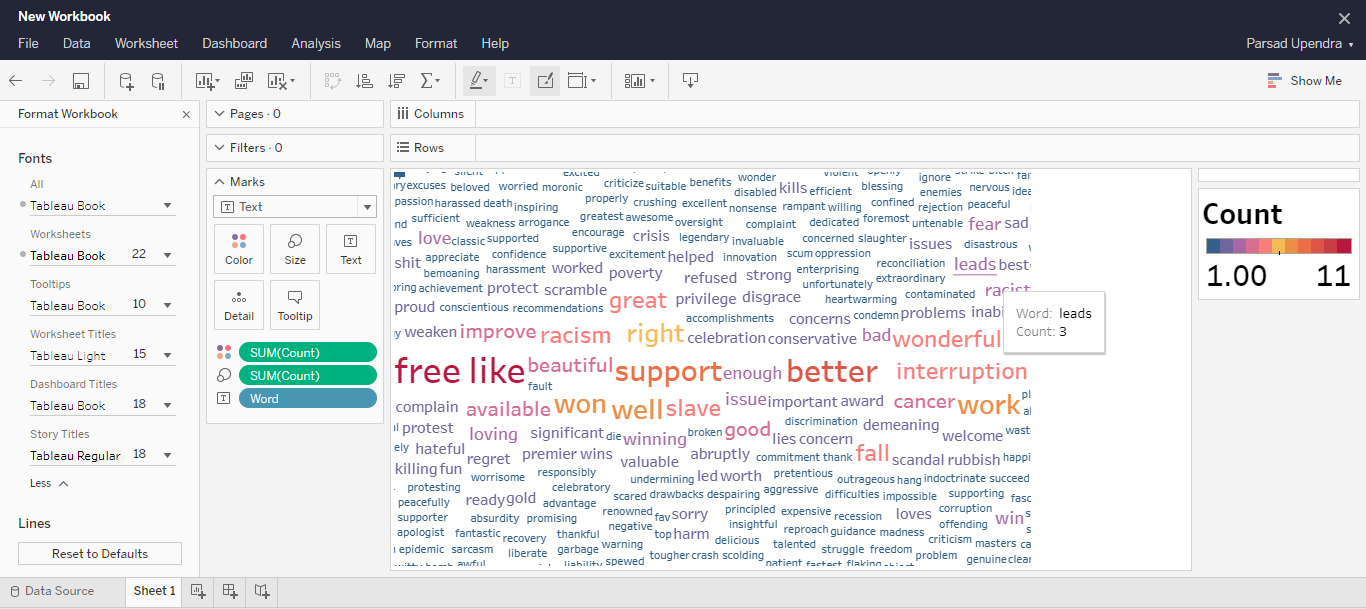 New Workbook
File Data Worksheet Dashboard Analysis Map Format Help
Parsad Upendra
Show Me
Format Workbook
Fonts
All
Tableau Book
Worksheets
Tableau Book 22
Tooltips
Tableau Book 10
Worksheet Titles
Tableau Light 15
Dashboard Titles
Tableau Book 18
Story Titles
Tableau Regular 18
Less
Lines
Reset to Defaults
Pages · 0
Filters · 0
Marks
Text
Color Size Text
Detail Tooltip
SUM(Count)
SUM(Count)
Word
Columns
Rows
excited violent ignore
excuses beloved worried moronic criticize suitable benefits wonder disabled kills efficient blessing enemies nervous
passion harassed death inspiring properly crushing excellent nonsense rampant willing confined rejection peaceful
sufficient weakness arrogance greatest awesome oversight complaint dedicated foremost untenable fear sad
love classic supported encourage crisis legendary invaluable concerned slaughter issues disastrous
shit appreciate confidence supportive excitement helped innovation scum oppression reconciliation leads best
bemoaning harassment worked poverty refused strong enterprising extraordinary
achievement protect scramble great privilege disgrace unfortunately contaminated racist
proud conscientious recommendations accomplishments heartwarming concerns condemn problems
weaken improve racism right celebration conservative bad wonderful
free like beautiful support enough better interruption
fault
complain available won well slave issue important award cancer work
protest loving significant die winning broken good discrimination demeaning
hateful regret premier wins valuable abruptly lies concern welcome
killing fun worrisome responsibly undermining led worth commitment thank fall scandal rubbish
protesting celebratory pretentious outrageous hang indoctrinate succeed
peacefully ready gold advantage scared drawbacks despairing aggressive difficulties impossible supporting
supporter absurdity promising renowned fav sorry principled expensive recession loves corruption win
apologist fantastic recovery thankful negative top harm insightful reproach guidance madness offending
epidemic sarcasm liberate garbage warning delicious talented struggle freedom criticism masters
awful liability spewed tougher crash scolding patient fastest flaking problem genuine clear
Word: leads
Count: 3
Count
1.00 11
Data Source Sheet 1